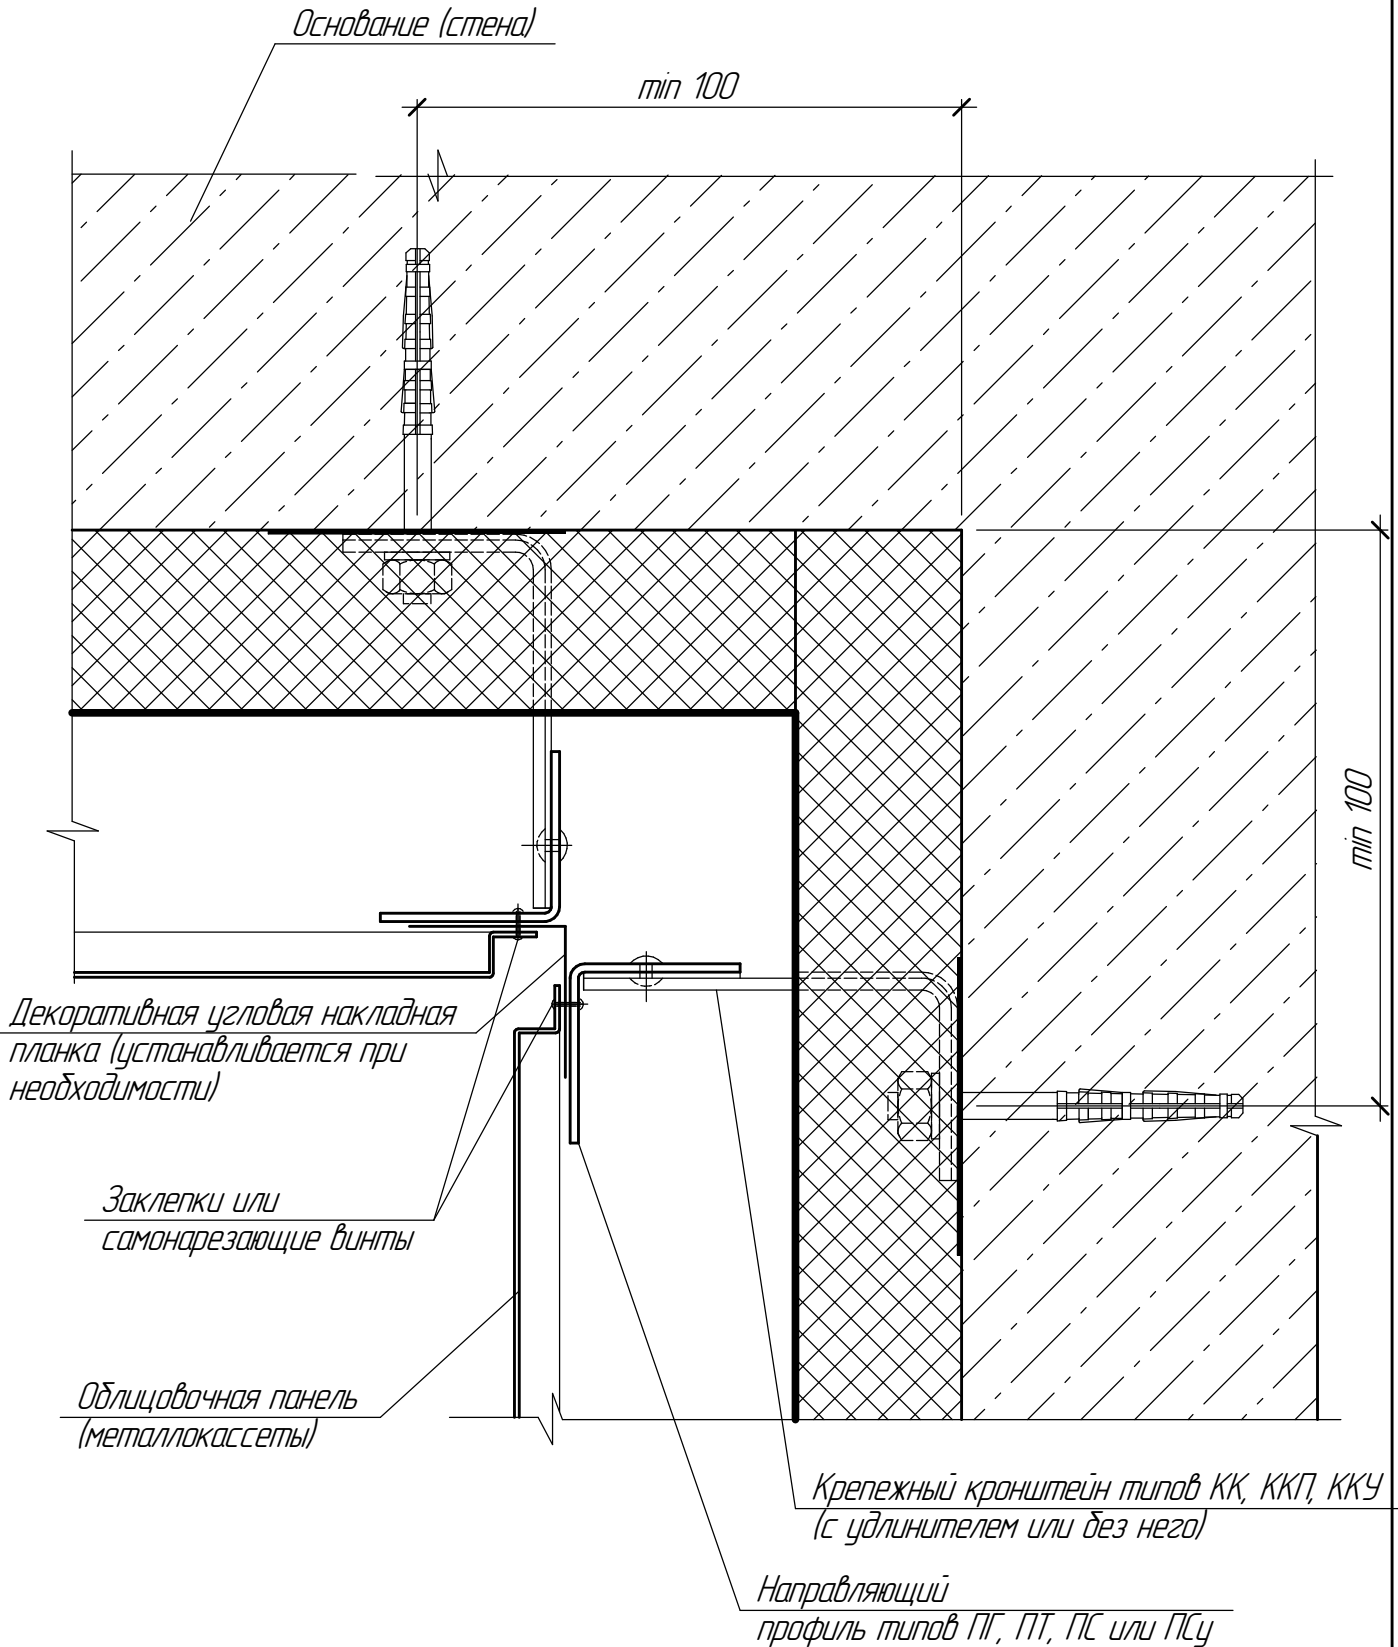 Основание (стена)
min 100
min 100
Декоративная угловая накладная
планка (устанавливается при
необходимости)
Заклепки или
самонарезающие винты
Облицовочная панель
(металлокассеты)
Крепежный кронштейн типов КК, ККП, ККУ
(с удлинителем или без него)
Направляющий
профиль типов ПГ, ПТ, ПС или ПСу